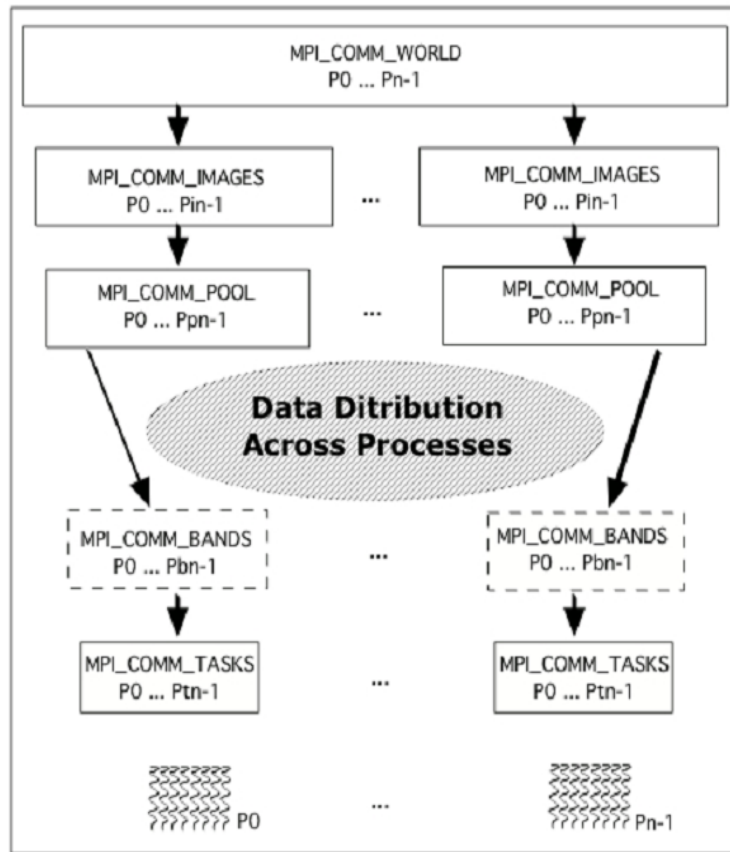 MPI_COMM_WORLD
P0 ... Pn-1
MPI_COMM_IMAGES
P0 ... Pin-1
...
MPI_COMM_IMAGES
P0 ... Pin-1
MPI_COMM_POOL
P0 ... Ppn-1
...
MPI_COMM_POOL
P0 ... Ppn-1
Data Ditribution
Across Processes
MPI_COMM_BANDS
P0 ... Pbn-1
...
MPI_COMM_BANDS
P0 ... Pbn-1
MPI_COMM_TASKS
P0 ... Ptn-1
...
MPI_COMM_TASKS
P0 ... Ptn-1
P0
...
Pn-1